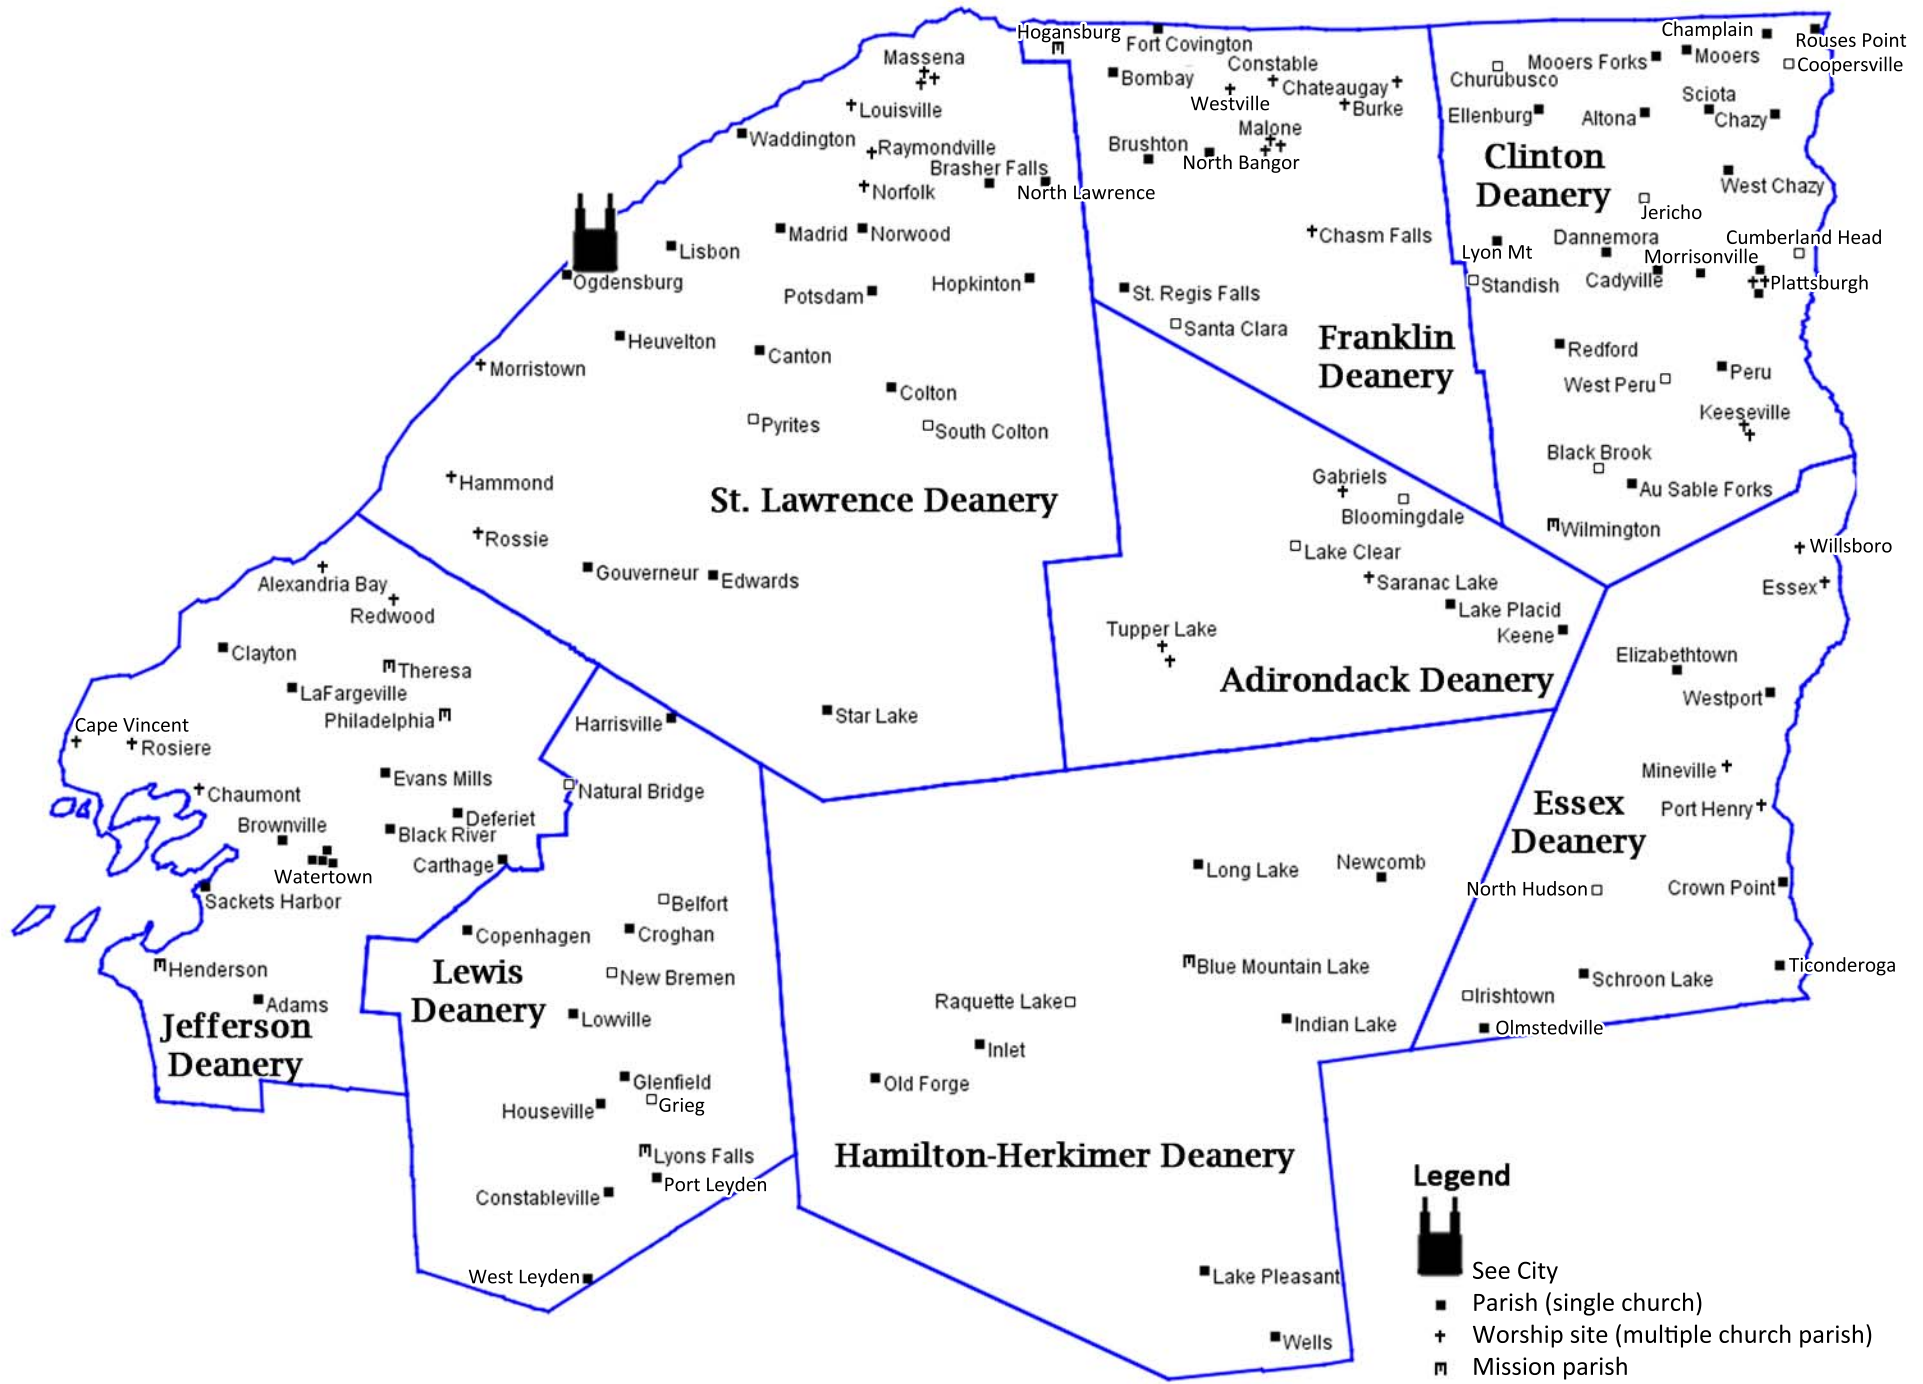 Hogansburg
Fort Covington
Champlain
Rouses Point
Massena
Bombay
Constable
Chateaugay
Churubusco
Mooers Forks
Mooers
Coopersville
Louisville
Westville
Burke
Ellenburg
Altona
Sciota
Chazy
Waddington
Raymondville
Brasher Falls
Norfolk
North Lawrence
Brushton
Malone
North Bangor
Clinton
Deanery
West Chazy
Jericho
Lisbon
Madrid
Norwood
Chasm Falls
Lyon Mt
Dannemora
Cumberland Head
Morrisonville
Ogdensburg
Potsdam
Hopkinton
St. Regis Falls
Standish
Cadyville
Plattsburgh
Santa Clara
Heuvelton
Canton
Franklin
Deanery
Redford
Morristown
West Peru
Peru
Colton
Keeseville
Pyrites
South Colton
Black Brook
Hammond
St. Lawrence Deanery
Gabriels
Bloomingdale
Au Sable Forks
Rossie
Wilmington
Willsboro
Lake Clear
Gouverneur
Edwards
Saranac Lake
Essex
Alexandria Bay
Redwood
Lake Placid
Tupper Lake
Keene
Clayton
Elizabethtown
Theresa
Adirondack Deanery
LaFargeville
Westport
Philadelphia
Harrisville
Star Lake
Cape Vincent
Rosiere
Evans Mills
Natural Bridge
Mineville
Chaumont
Essex
Deanery
Port Henry
Brownville
Deferiet
Black River
Carthage
Long Lake
Newcomb
Watertown
North Hudson
Crown Point
Sackets Harbor
Belfort
Copenhagen
Croghan
Henderson
Lewis
Deanery
New Bremen
Blue Mountain Lake
Ticonderoga
Schroon Lake
Adams
Raquette Lake
Irishtown
Jefferson
Deanery
Lowville
Indian Lake
Olmstedville
Inlet
Glenfield
Old Forge
Grieg
Houseville
Lyons Falls
Hamilton-Herkimer Deanery
Port Leyden
Constableville
West Leyden
Lake Pleasant
Wells
Legend
See City
Parish (single church)
Worship site (multiple church parish)
Mission parish